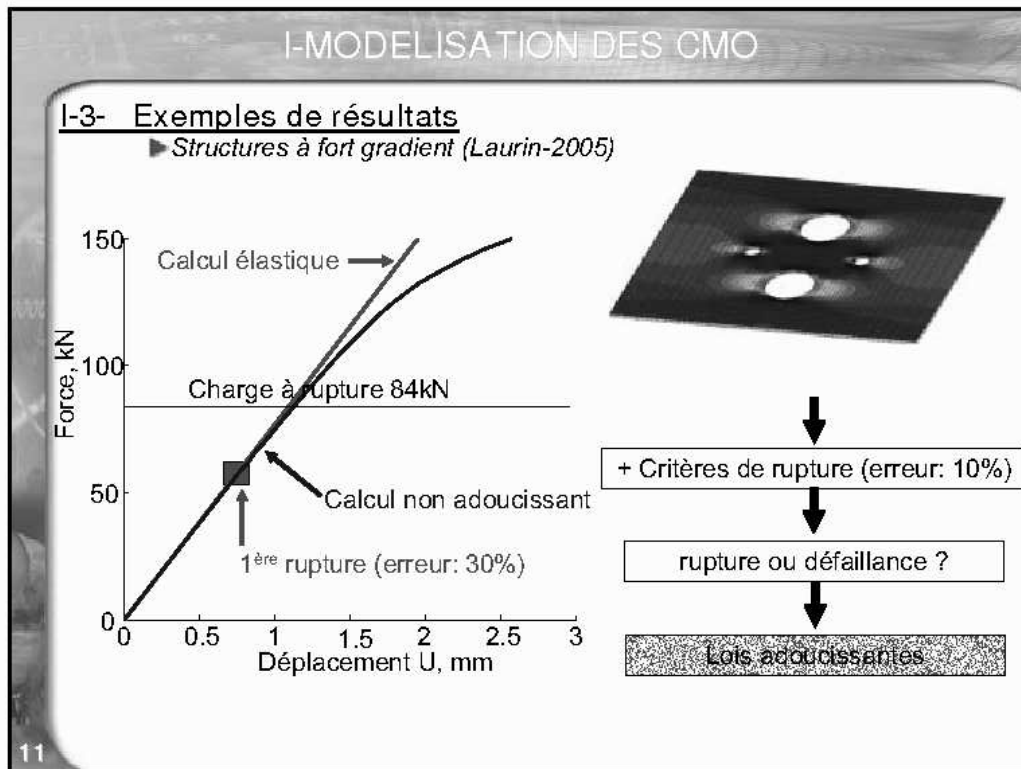 I-MODELISATION DES CMO
I-3- Exemples de résultats
Structures à fort gradient (Laurin-2005)
150
100
50
0
Force, kN
Calcul élastique
Charge à rupture 84kN
Calcul non adoucissant
1ère rupture (erreur: 30%)
0 0.5 1 1.5 2 2.5 3
Déplacement U, mm
+ Critères de rupture (erreur: 10%)
rupture ou défaillance ?
Lois adoucissantes
11